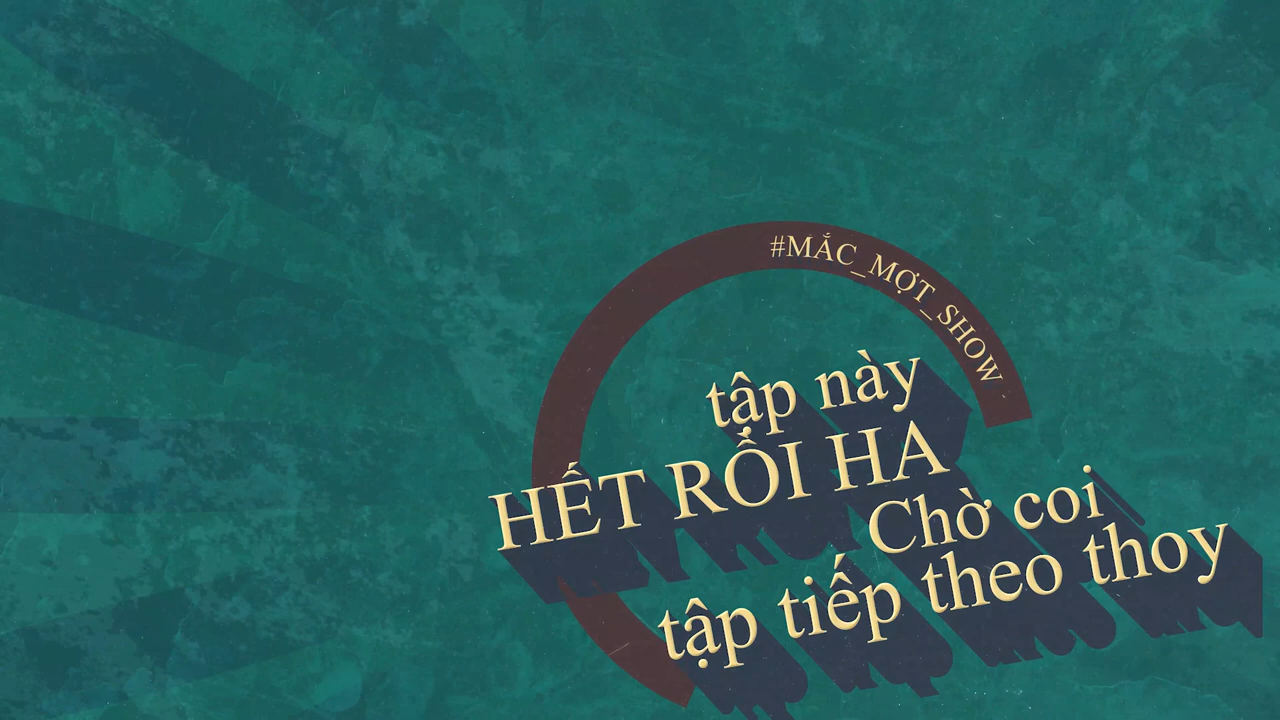 #MẮC_MỢT_SHOW
tập này
HẾT RỒI HA
Chờ coi
tập tiếp theo thoy